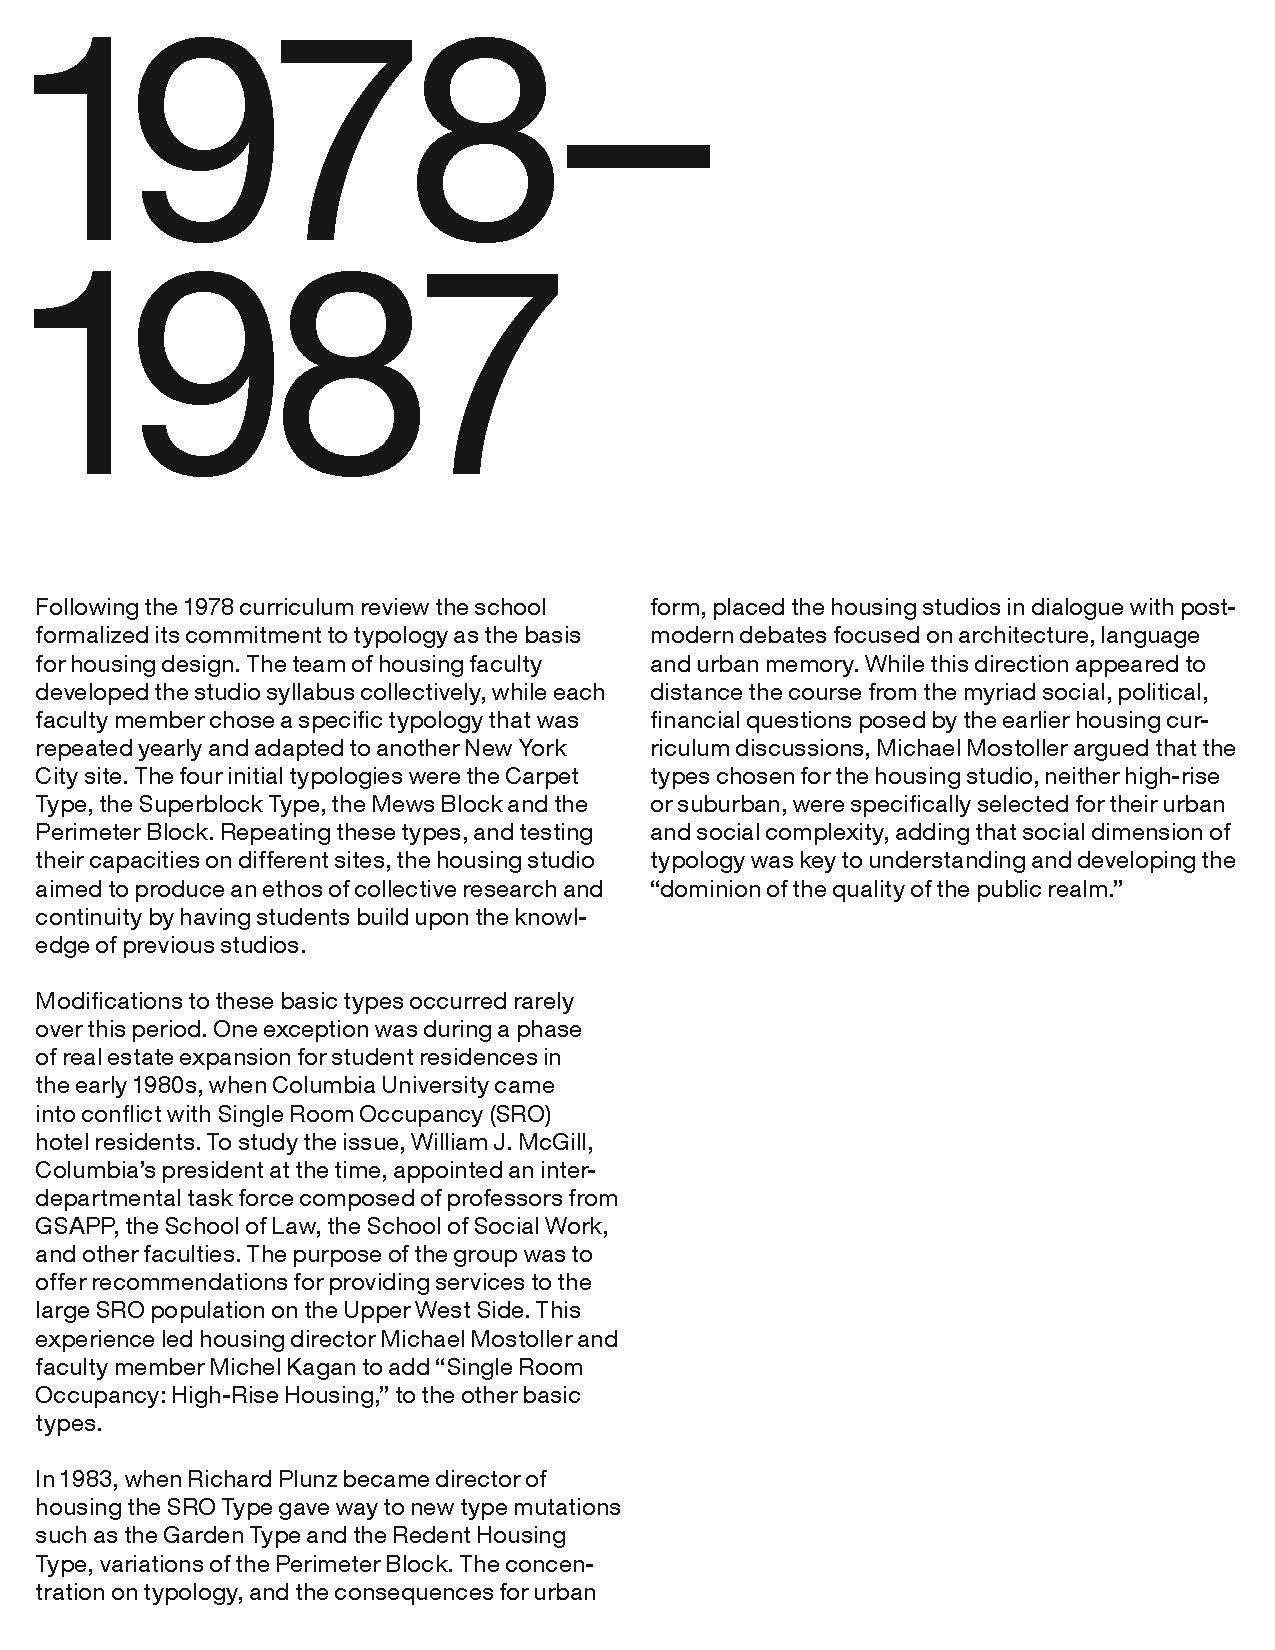 1978–
1987
Following the 1978 curriculum review the school
formalized its commitment to typology as the basis
for housing design. The team of housing faculty
developed the studio syllabus collectively, while each
faculty member chose a specific typology that was
repeated yearly and adapted to another New York
City site. The four initial typologies were the Carpet
Type, the Superblock Type, the Mews Block and the
Perimeter Block. Repeating these types, and testing
their capacities on different sites, the housing studio
aimed to produce an ethos of collective research and
continuity by having students build upon the knowl-
edge of previous studios.
Modifications to these basic types occurred rarely
over this period. One exception was during a phase
of real estate expansion for student residences in
the early 1980s, when Columbia University came
into conflict with Single Room Occupancy (SRO)
hotel residents. To study the issue, William J. McGill,
Columbia’s president at the time, appointed an inter-
departmental task force composed of professors from
GSAPP, the School of Law, the School of Social Work,
and other faculties. The purpose of the group was to
offer recommendations for providing services to the
large SRO population on the Upper West Side. This
experience led housing director Michael Mostoller and
faculty member Michel Kagan to add “Single Room
Occupancy: High-Rise Housing,” to the other basic
types.
In 1983, when Richard Plunz became director of
housing the SRO Type gave way to new type mutations
such as the Garden Type and the Redent Housing
Type, variations of the Perimeter Block. The concen-
tration on typology, and the consequences for urban
form, placed the housing studios in dialogue with post-
modern debates focused on architecture, language
and urban memory. While this direction appeared to
distance the course from the myriad social, political,
financial questions posed by the earlier housing cur-
riculum discussions, Michael Mostoller argued that the
types chosen for the housing studio, neither high-rise
or suburban, were specifically selected for their urban
and social complexity, adding that social dimension of
typology was key to understanding and developing the
“dominion of the quality of the public realm.”